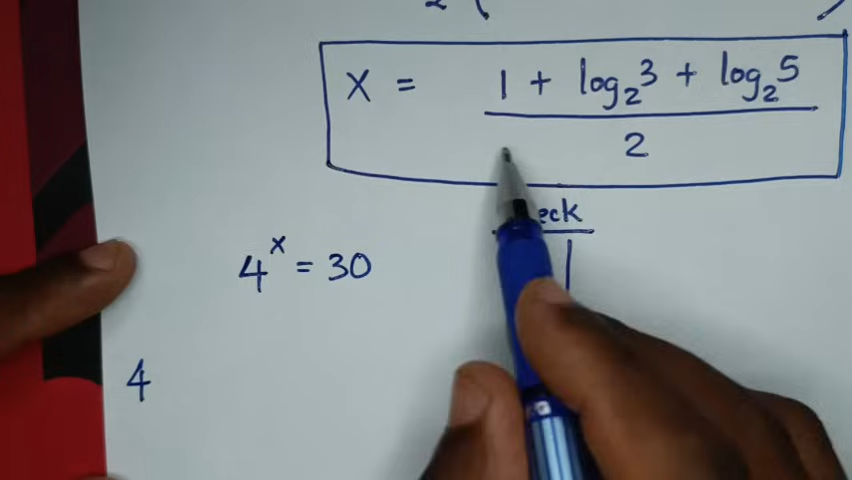 x = 1 + log₂3 + log₂5
2
4ˣ = 30
4